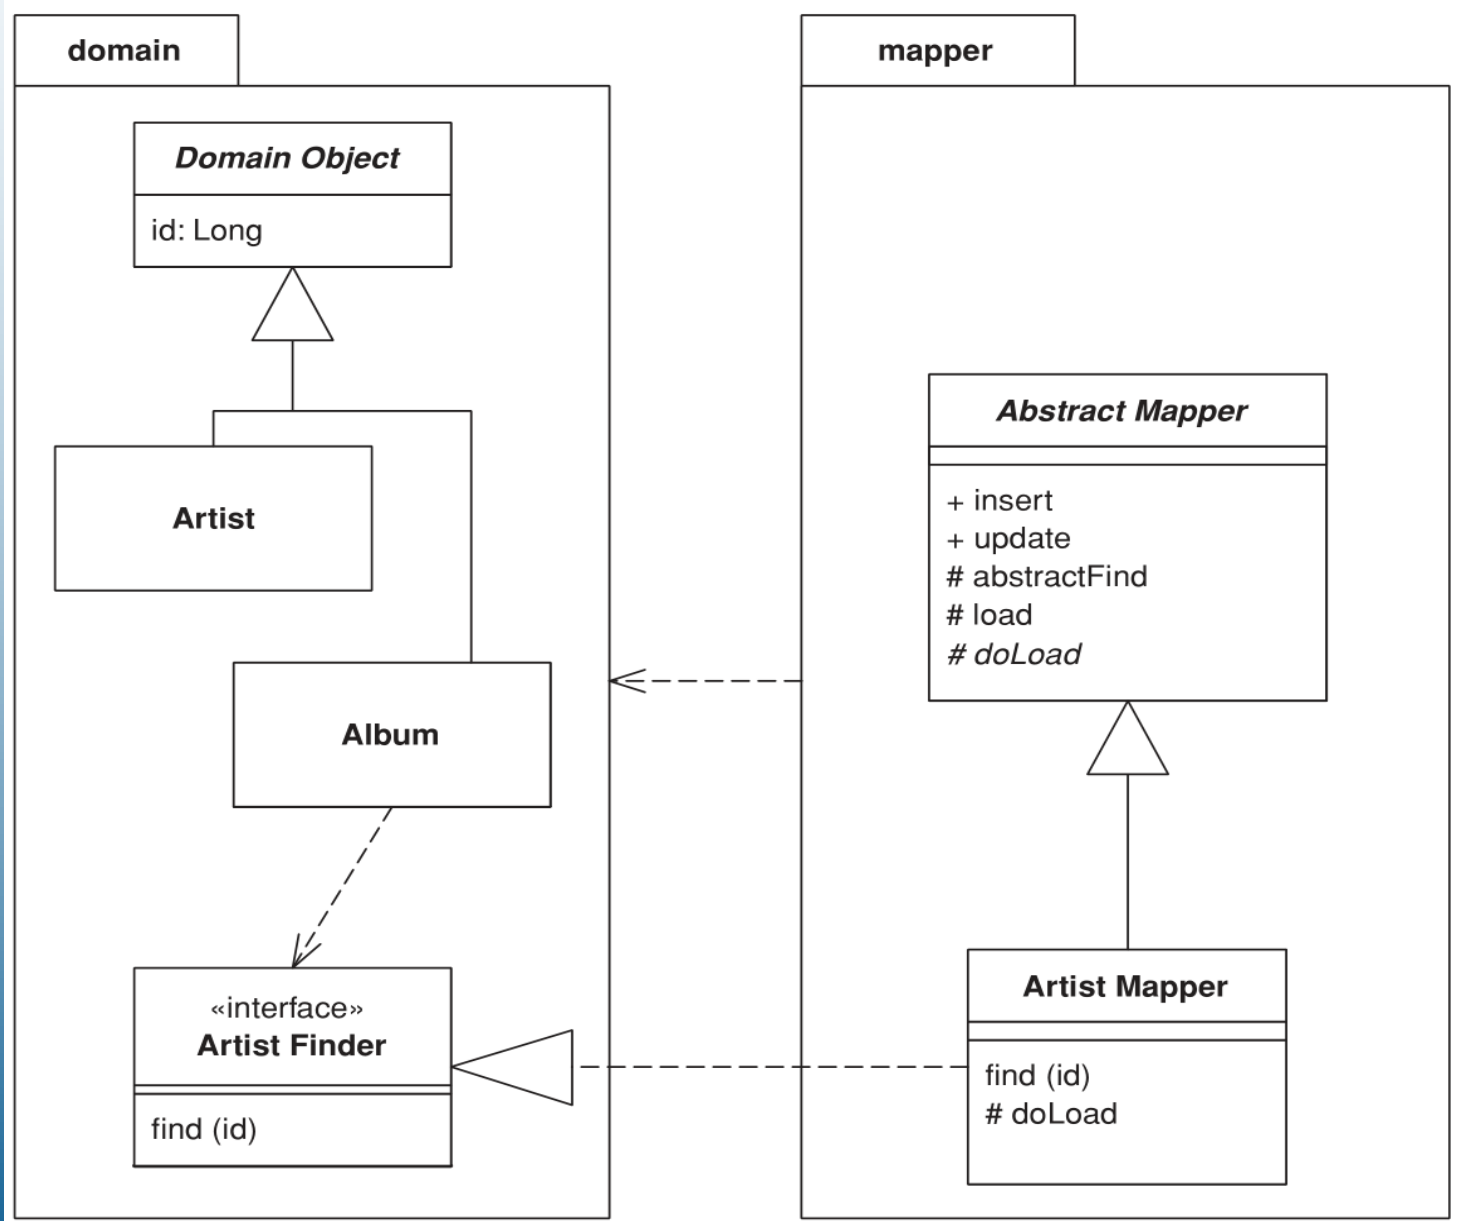 domain
Domain Object
id: Long
Artist
Album
«interface»
Artist Finder
find (id)
mapper
Abstract Mapper
+ insert
+ update
# abstractFind
# load
# doLoad
Artist Mapper
find (id)
# doLoad